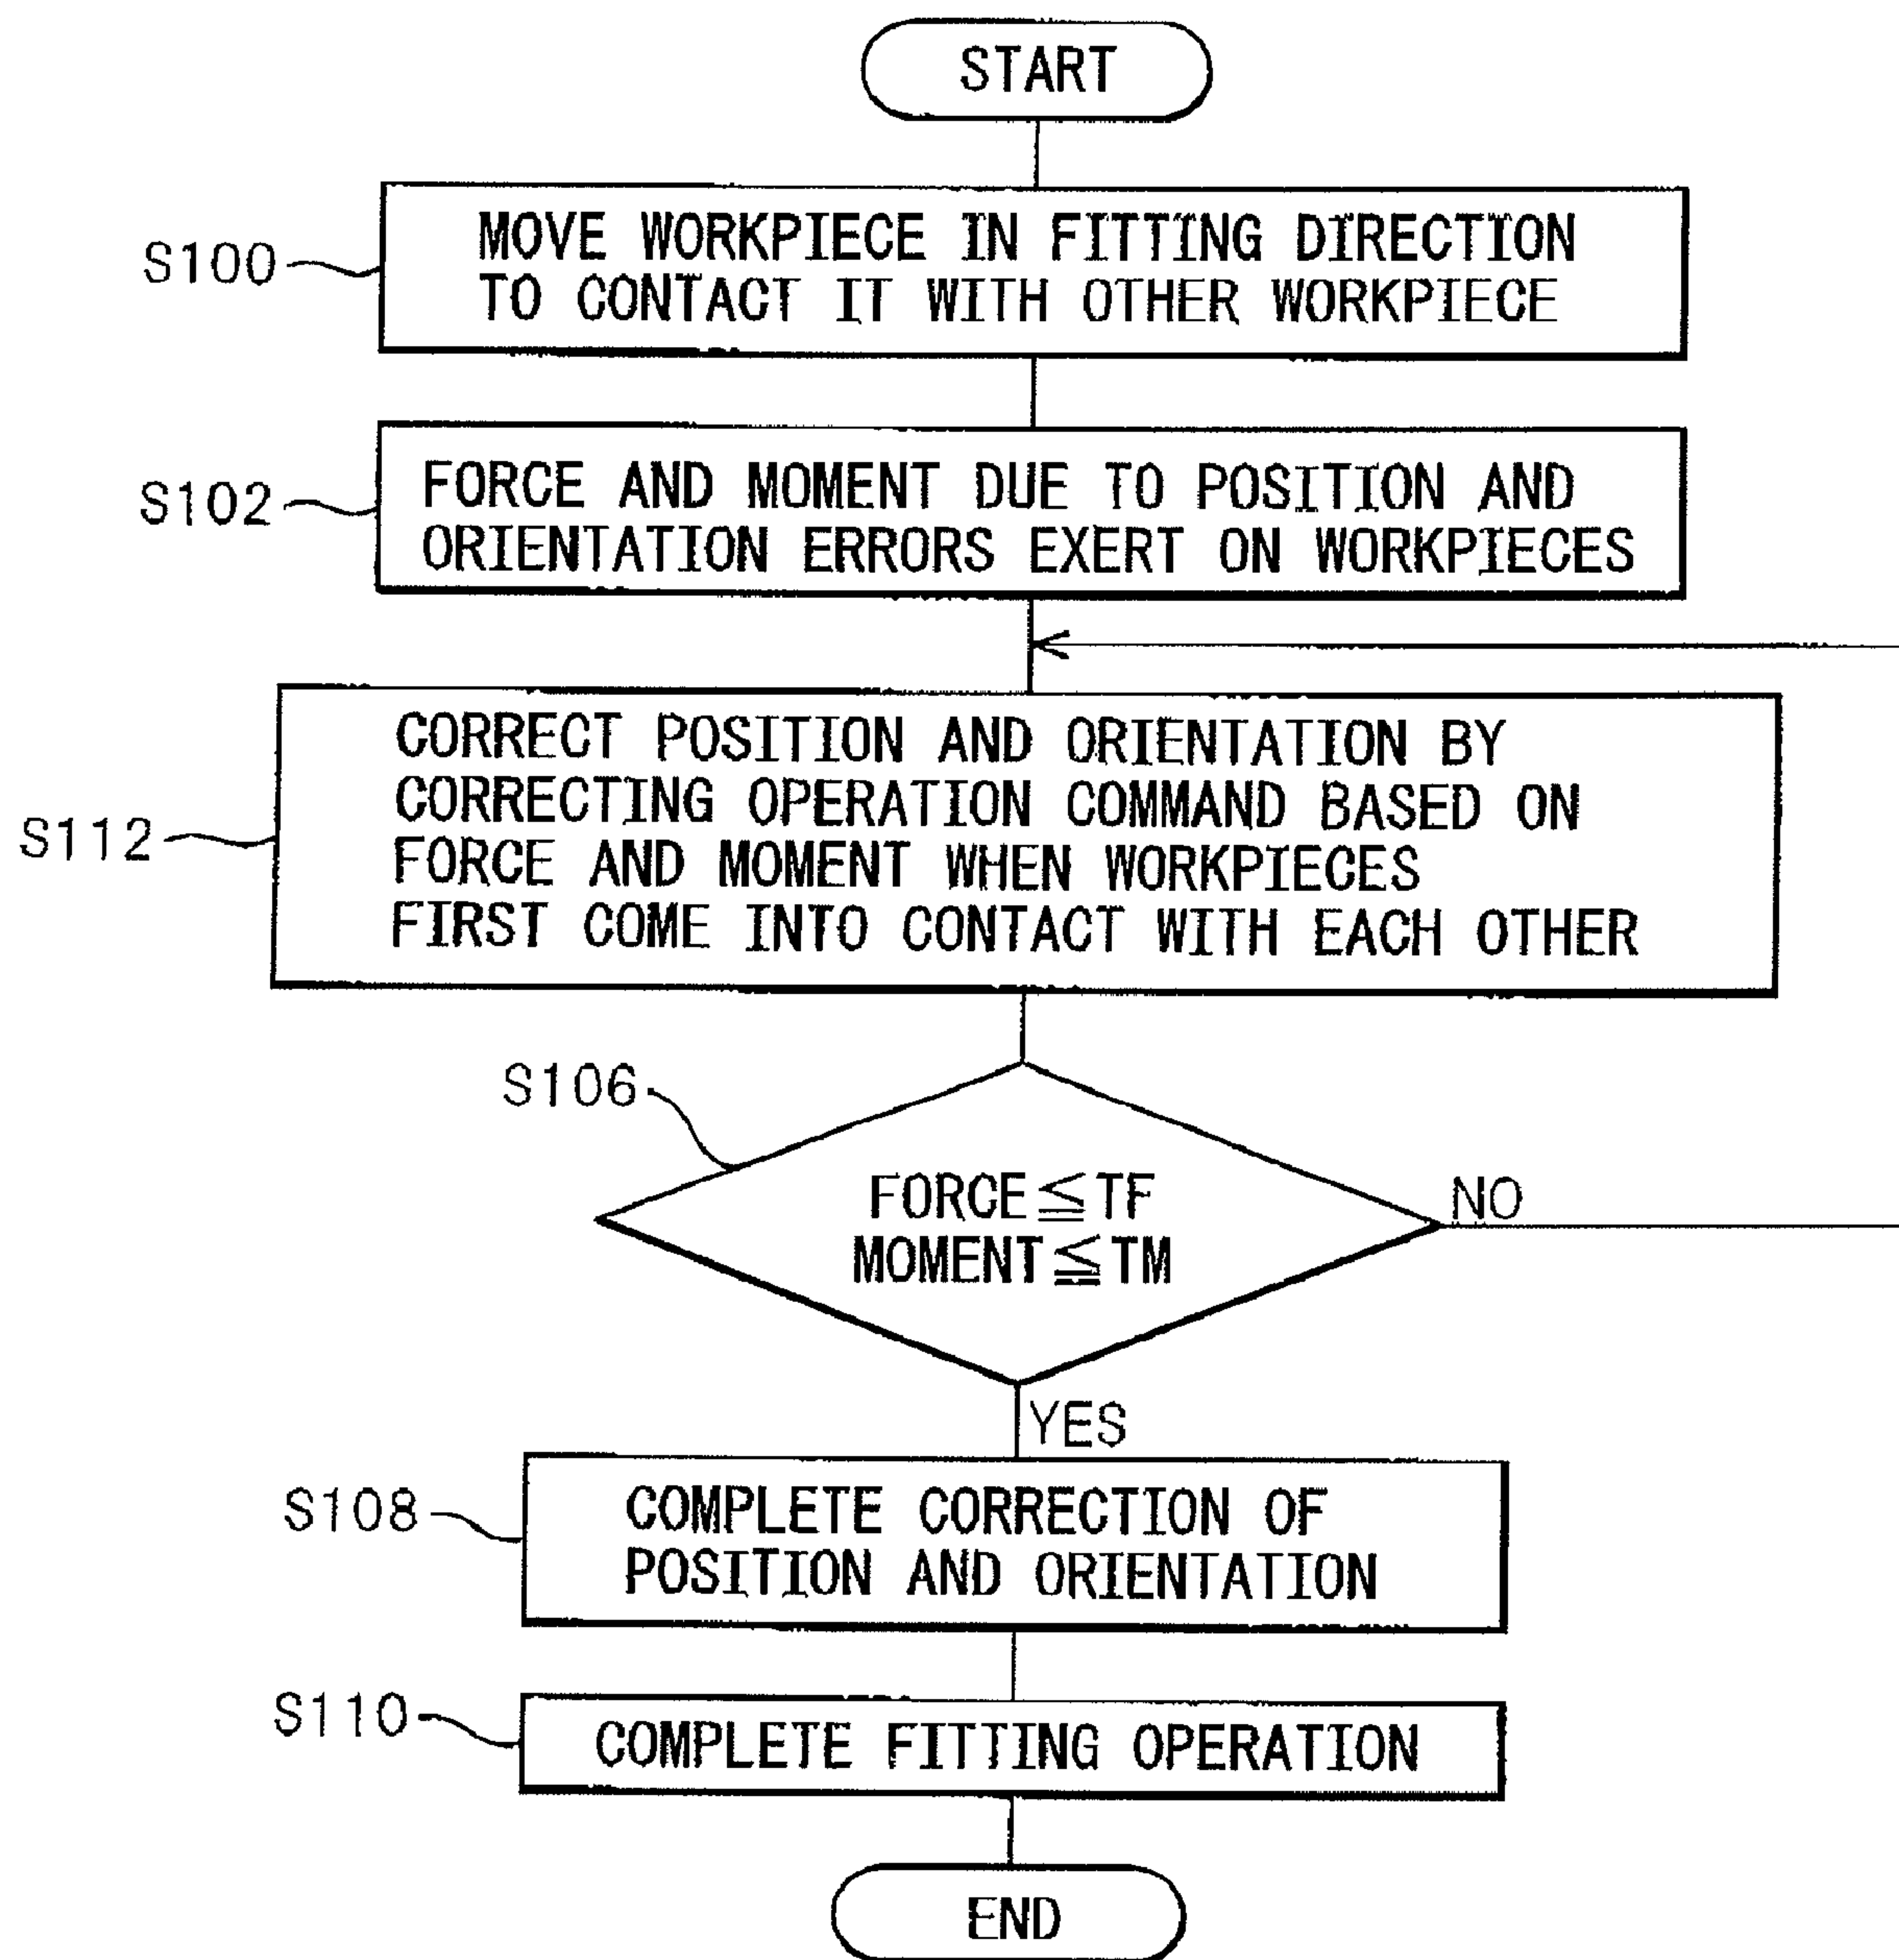 START
S100
MOVE WORKPIECE IN FITTING DIRECTION
TO CONTACT IT WITH OTHER WORKPIECE
S102
FORCE AND MOMENT DUE TO POSITION AND
ORIENTATION ERRORS EXERT ON WORKPIECES
S112
CORRECT POSITION AND ORIENTATION BY
CORRECTING OPERATION COMMAND BASED ON
FORCE AND MOMENT WHEN WORKPIECES
FIRST COME INTO CONTACT WITH EACH OTHER
S106
FORCE≦TF
MOMENT≦TM
NO
YES
S108
COMPLETE CORRECTION OF
POSITION AND ORIENTATION
S110
COMPLETE FITTING OPERATION
END